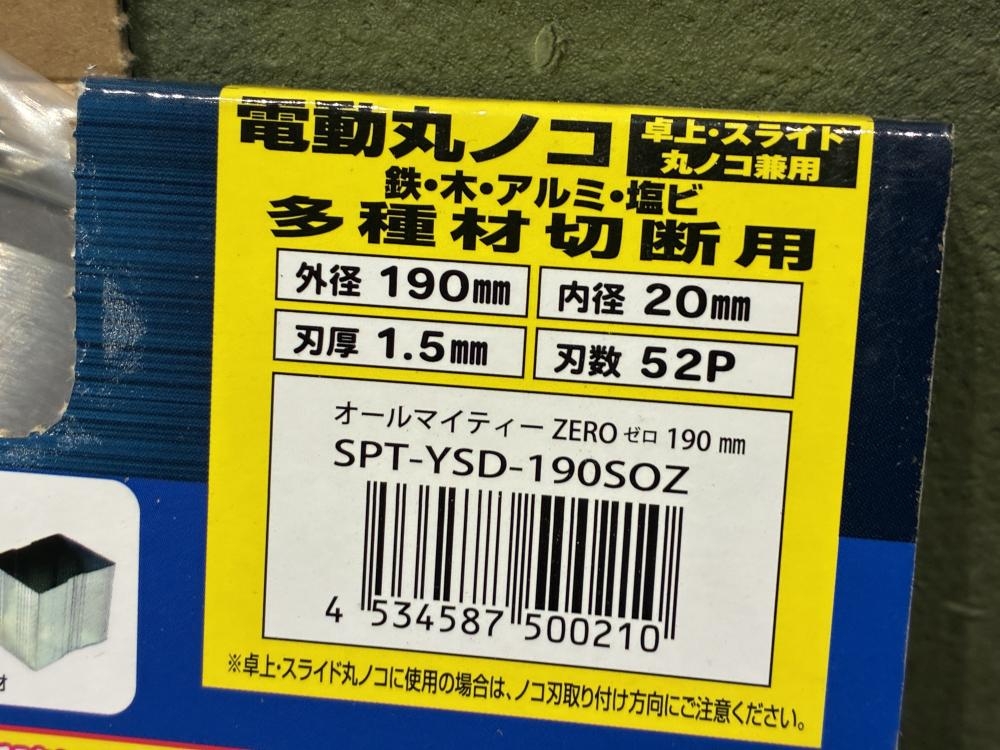 電動丸ノコ
卓上・スライド
丸ノコ兼用
鉄・木・アルミ・塩ビ
多種材切断用
外径 190㎜
内径 20㎜
刃厚 1.5㎜
刃数 52P
オールマイティー ZERO ゼロ 190 ㎜
SPT-YSD-190SOZ
4 534587 500210
※卓上・スライド丸ノコに使用の場合は、ノコ刃取り付け方向にご注意ください。
材